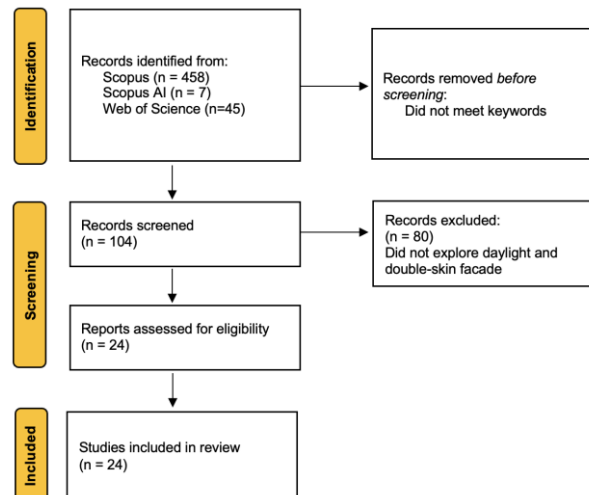 Identification
Records identified from:
Scopus (n = 458)
Scopus AI (n = 7)
Web of Science (n=45)
Records removed before
screening:
Did not meet keywords
Screening
Records screened
(n = 104)
Records excluded:
(n = 80)
Did not explore daylight and
double-skin facade
Reports assessed for eligibility
(n = 24)
Included
Studies included in review
(n = 24)